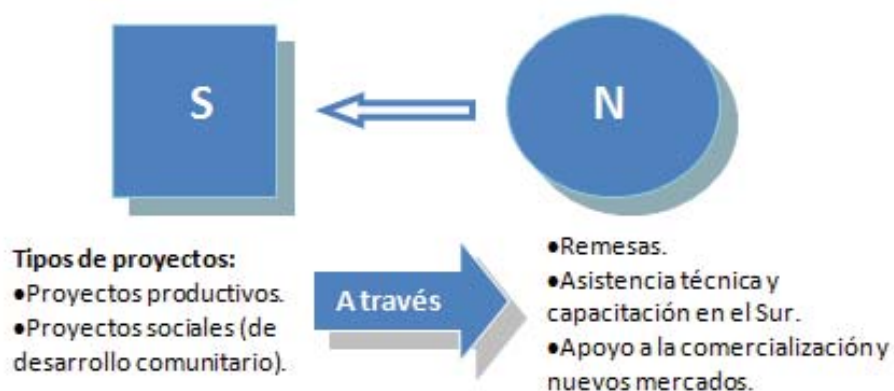 S
N
Tipos de proyectos:
•Proyectos productivos.
•Proyectos sociales (de
desarrollo comunitario).
A través
•Remesas.
•Asistencia técnica y
capacitación en el Sur.
•Apoyo a la comercialización y
nuevos mercados.